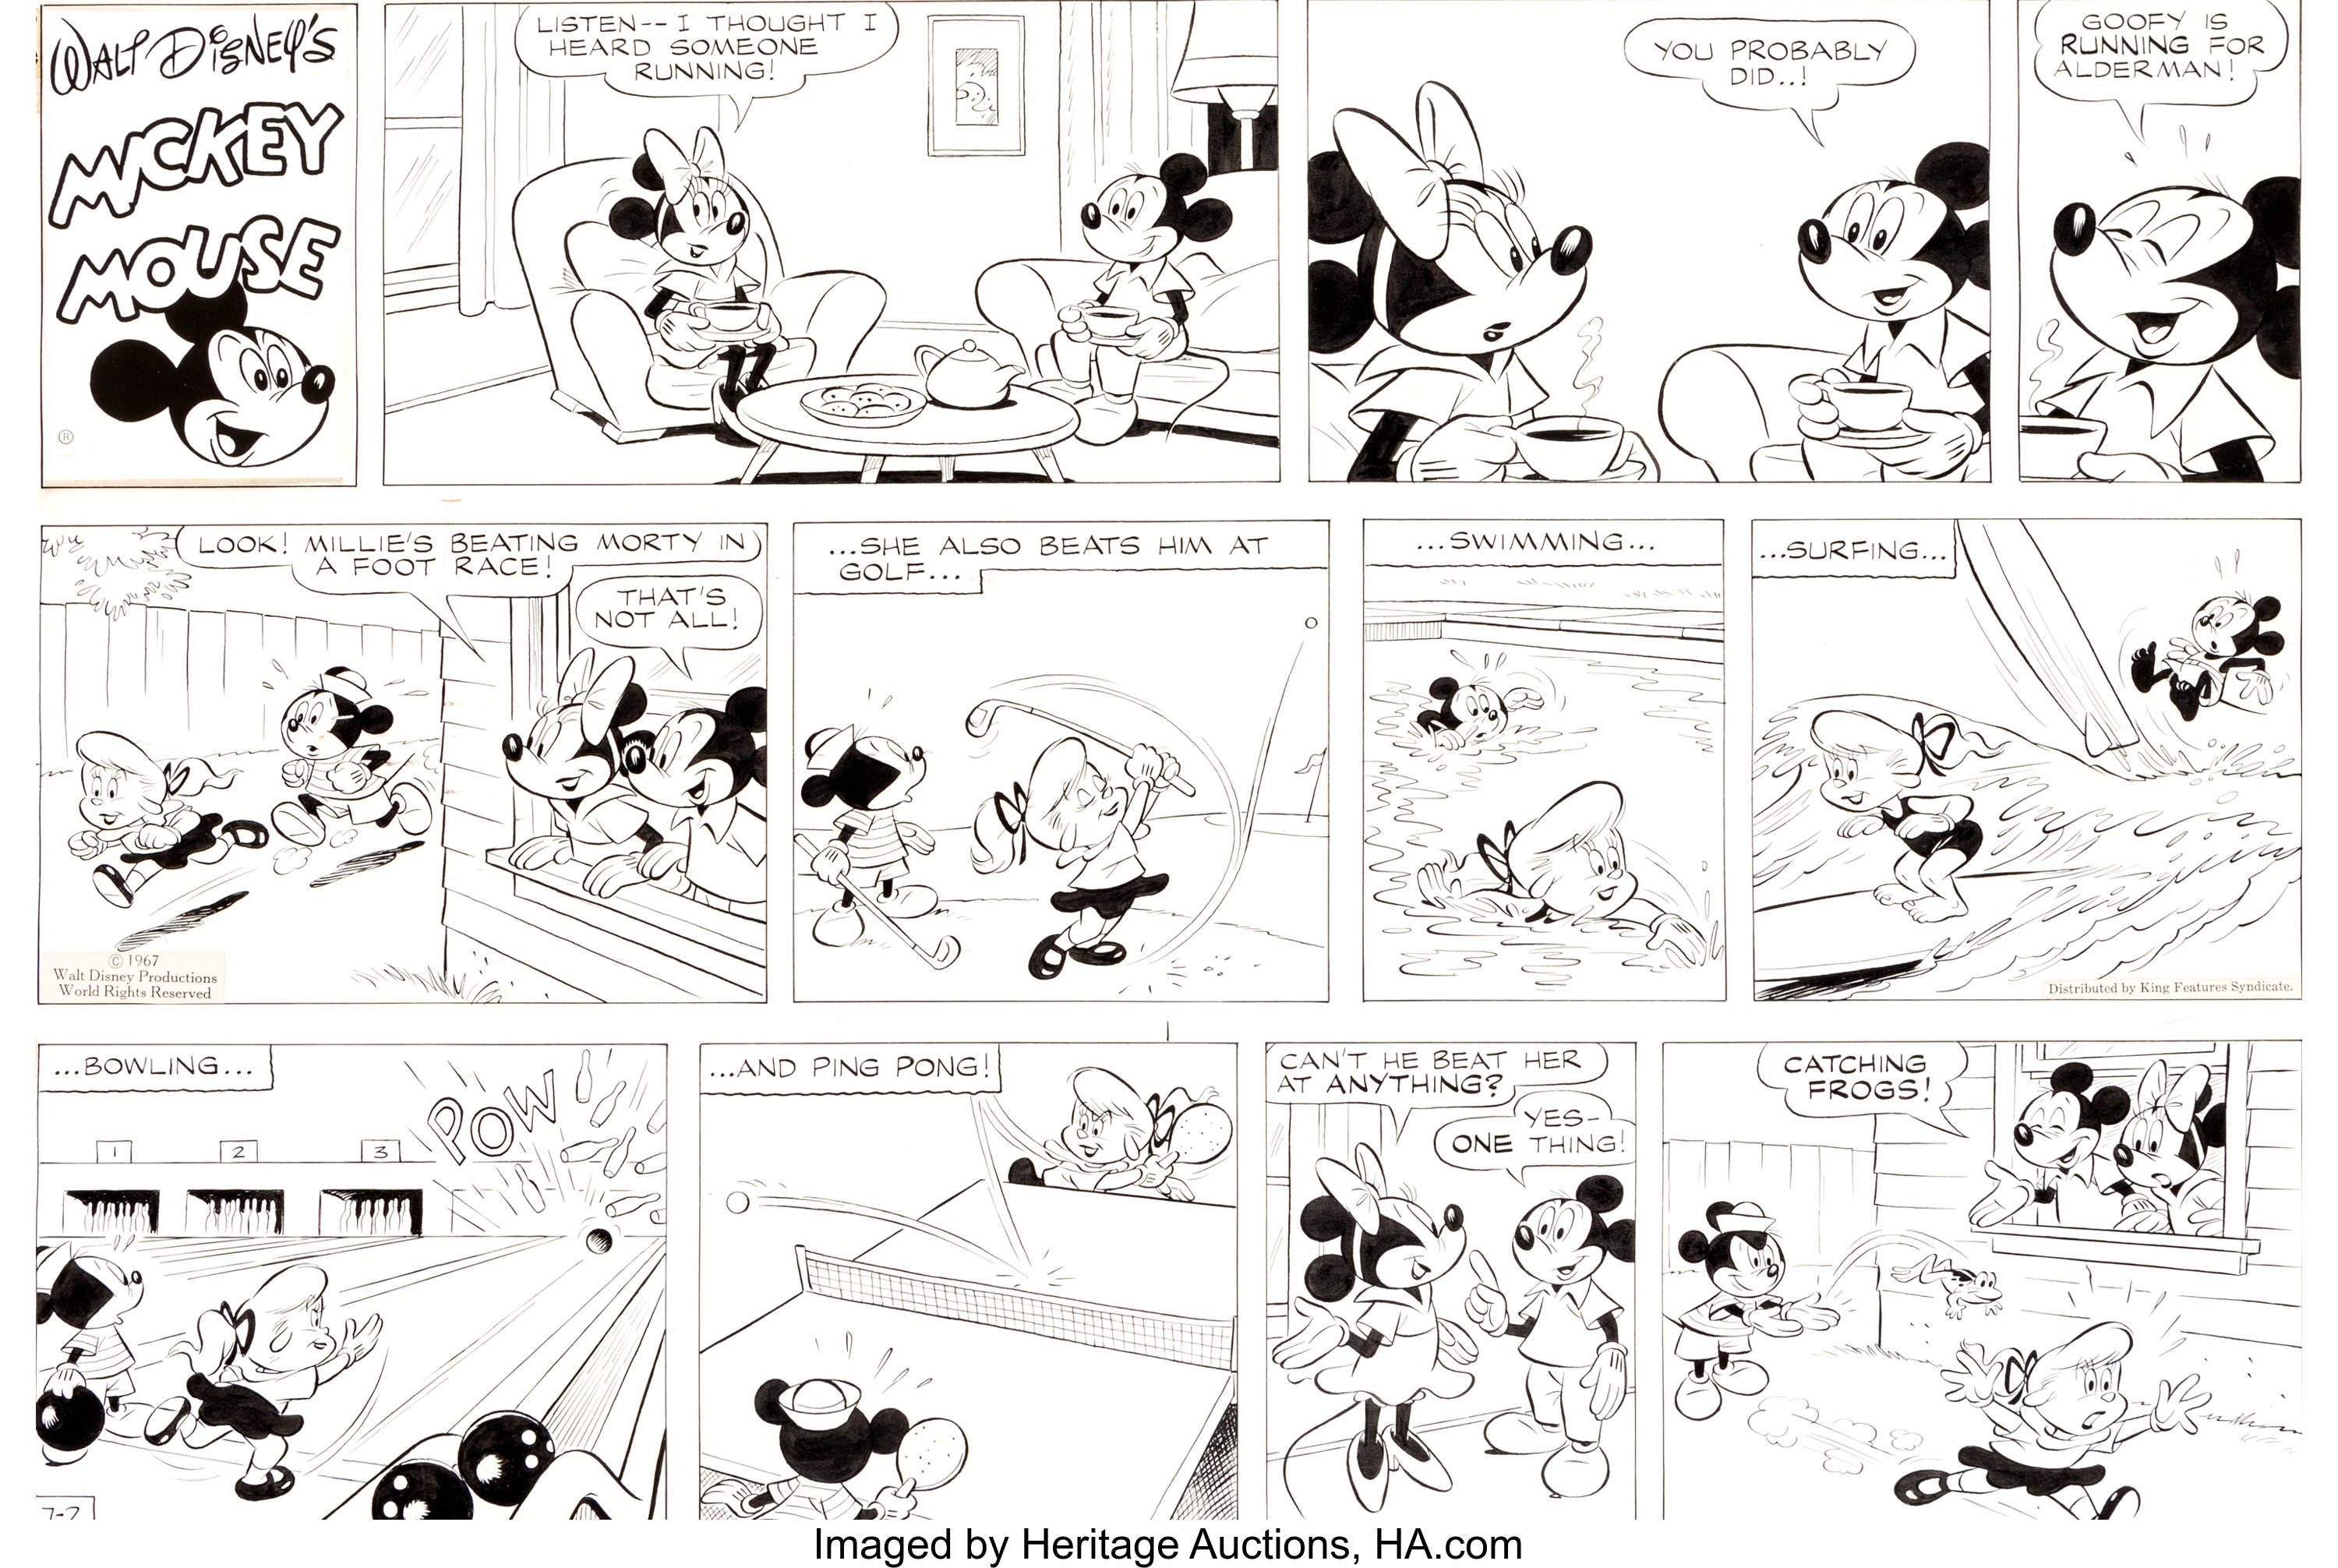 WALT DISNEY'S
MICKEY
MOUSE
®
LISTEN-- I THOUGHT I
HEARD SOMEONE
RUNNING!
YOU PROBABLY
DID..!
GOOFY IS
RUNNING FOR
ALDERMAN!
LOOK! MILLIE'S BEATING MORTY IN
A FOOT RACE!
THAT'S
NOT ALL!
© 1967
Walt Disney Productions
World Rights Reserved
...SHE ALSO BEATS HIM AT
GOLF...
...SWIMMING...
...SURFING...
Distributed by King Features Syndicate.
...BOWLING...
POW
1 2 3
7-7
...AND PING PONG!
CAN'T HE BEAT HER
AT ANYTHING?
YES-
ONE THING!
CATCHING
FROGS!
Imaged by Heritage Auctions, HA.com